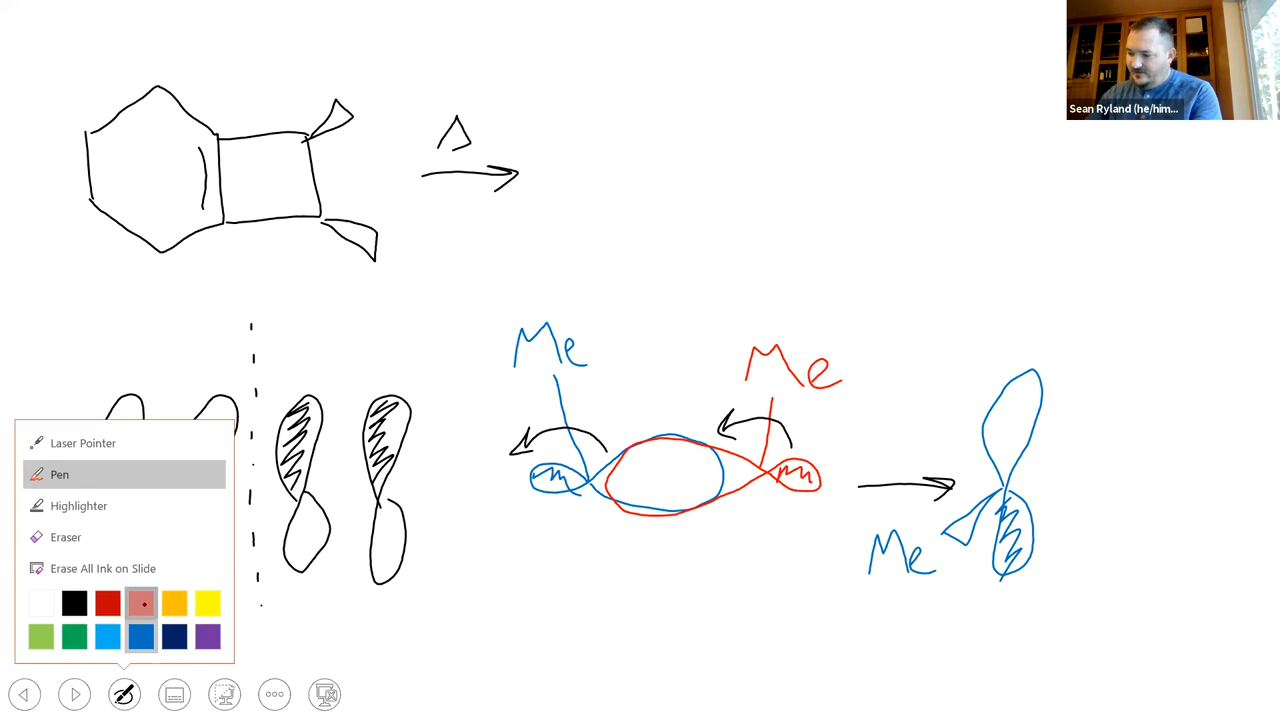 Sean Ryland (he/him...
Δ
Me
Me
Me
Laser Pointer
Pen
Highlighter
Eraser
Erase All Ink on Slide